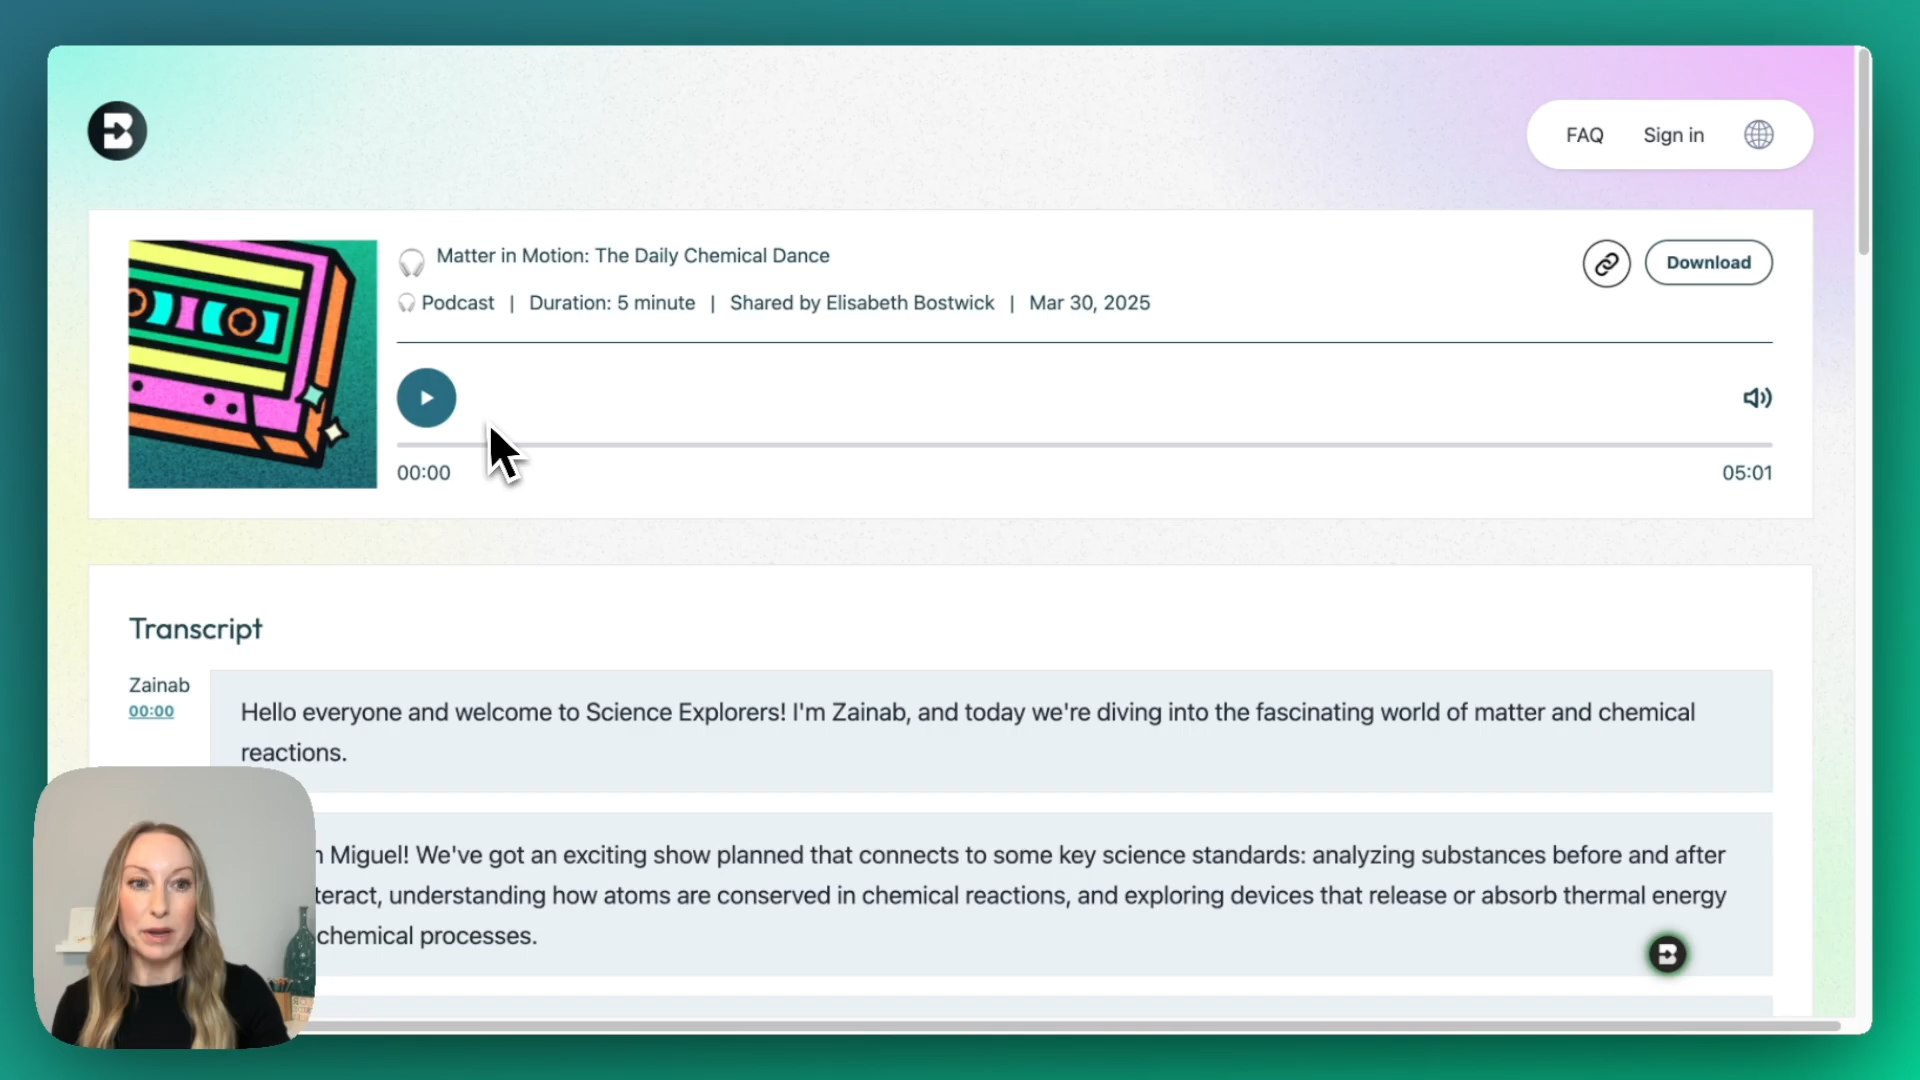 FAQ Sign in
Matter in Motion: The Daily Chemical Dance
Download
Podcast | Duration: 5 minute | Shared by Elisabeth Bostwick | Mar 30, 2025
00:00
05:01
Transcript
Zainab
00:00
Hello everyone and welcome to Science Explorers! I'm Zainab, and today we're diving into the fascinating world of matter and chemical
reactions.
Miguel! We've got an exciting show planned that connects to some key science standards: analyzing substances before and after
teract, understanding how atoms are conserved in chemical reactions, and exploring devices that release or absorb thermal energy
chemical processes.